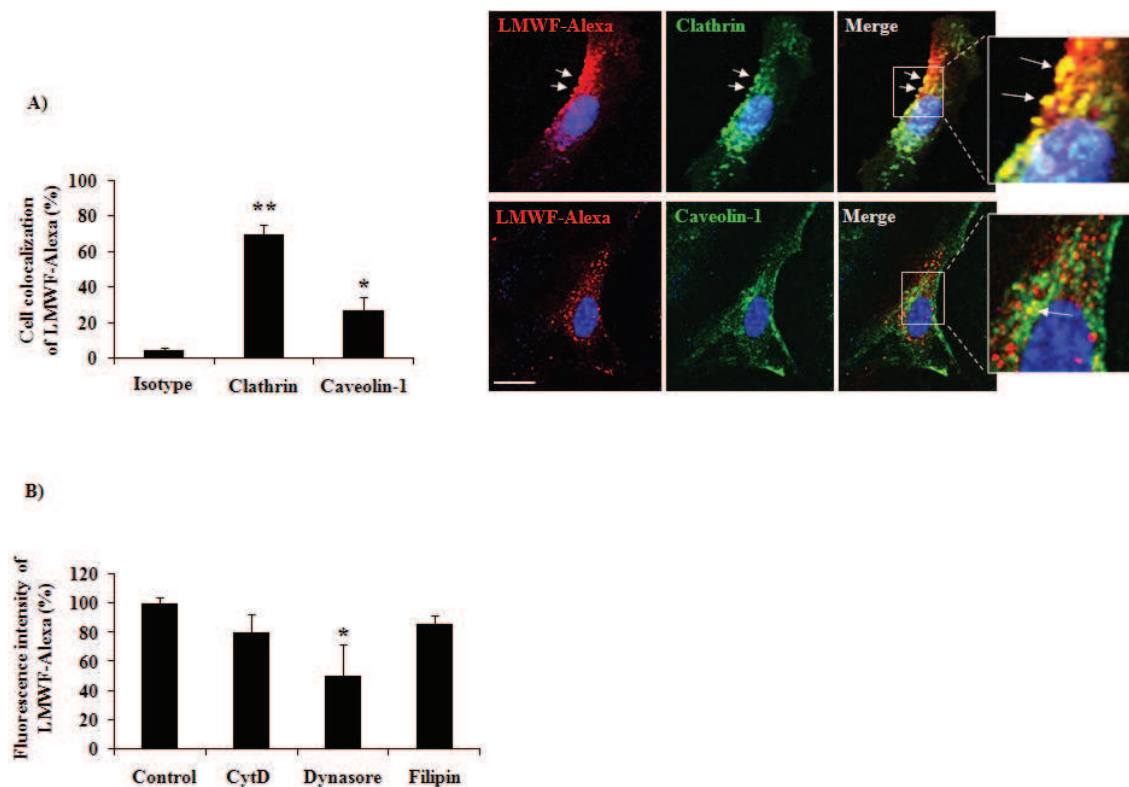 A)
Cell colocalization
of LMWF-Alexa (%)
100
80
60
40
20
0
**
*
Isotype Clathrin Caveolin-1
LMWF-Alexa Clathrin Merge
LMWF-Alexa Caveolin-1 Merge
B)
Fluorescence intensity of
LMWF-Alexa (%)
120
100
80
60
40
20
0
*
Control CytD Dynasore Filipin